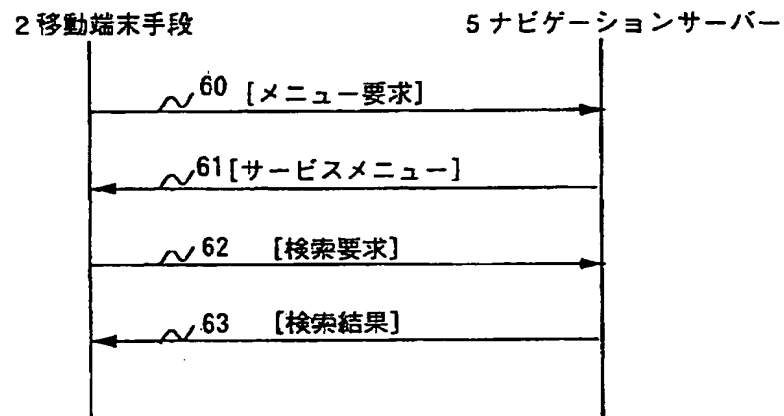 2 移動端末手段
5 ナビゲーションサーバー
60 [メニュー要求]
61 [サービスメニュー]
62 [検索要求]
63 [検索結果]